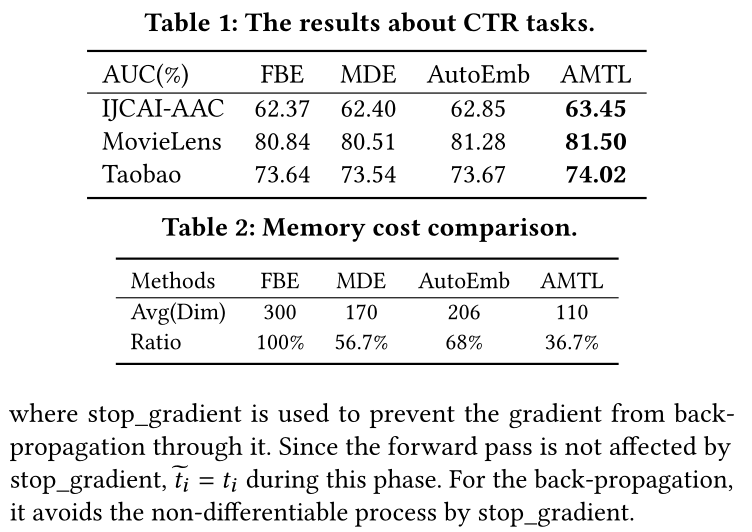 Table 1: The results about CTR tasks.
AUC(%) FBE MDE AutoEmb AMTL
IJCAI-AAC 62.37 62.40 62.85 63.45
MovieLens 80.84 80.51 81.28 81.50
Taobao 73.64 73.54 73.67 74.02
Table 2: Memory cost comparison.
Methods FBE MDE AutoEmb AMTL
Avg(Dim) 300 170 206 110
Ratio 100% 56.7% 68% 36.7%
where stop_gradient is used to prevent the gradient from back-
propagation through it. Since the forward pass is not affected by
stop_gradient, t̃ᵢ = tᵢ during this phase. For the back-propagation,
it avoids the non-differentiable process by stop_gradient.